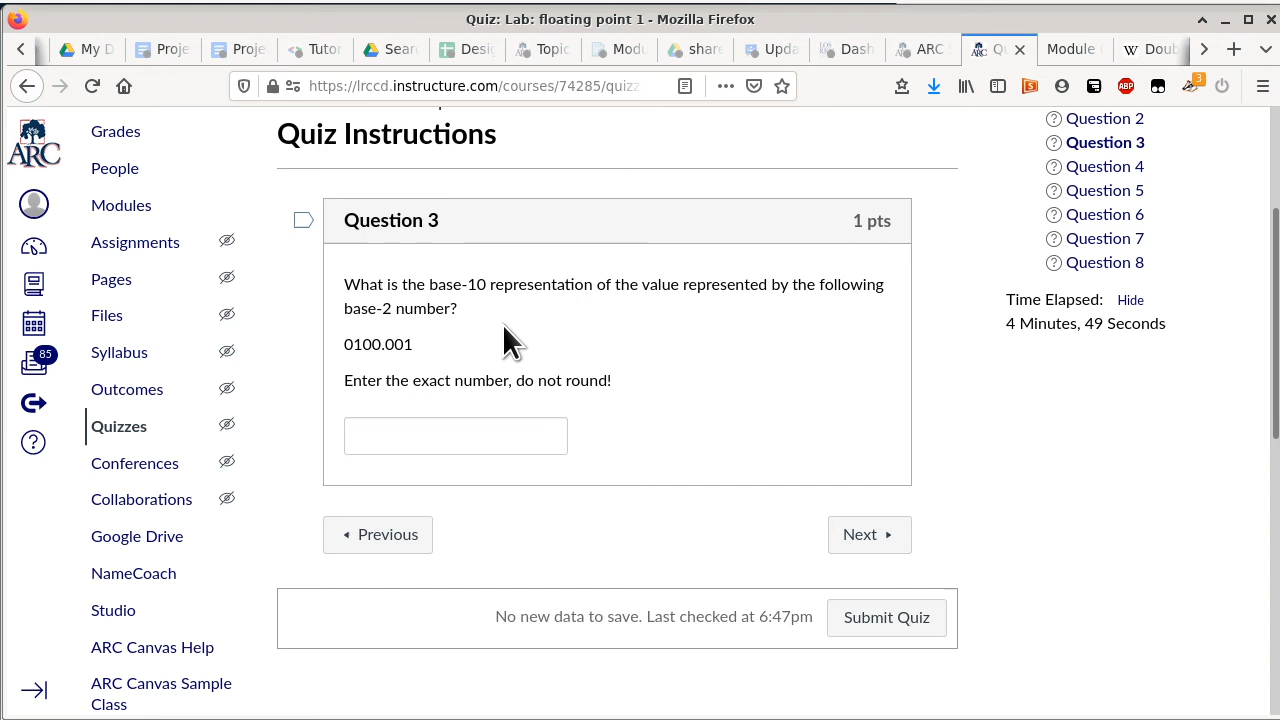 Quiz: Lab: floating point 1 - Mozilla Firefox
My D
Proje
Proje
Tutor
Sear
Desi
Topic
Modu
share
Upda
Dash
ARC
Qu
Module
W Doub
https://lrccd.instructure.com/courses/74285/quizz
ABP
3
ARC
Grades
People
Modules
Assignments
Pages
Files
Syllabus
85
Outcomes
Quizzes
Conferences
Collaborations
Google Drive
NameCoach
Studio
ARC Canvas Help
ARC Canvas Sample
Class
Quiz Instructions
Question 3
1 pts
What is the base-10 representation of the value represented by the following
base-2 number?
0100.001
Enter the exact number, do not round!
Previous
Next
No new data to save. Last checked at 6:47pm
Submit Quiz
Question 2
Question 3
Question 4
Question 5
Question 6
Question 7
Question 8
Time Elapsed: Hide
4 Minutes, 49 Seconds